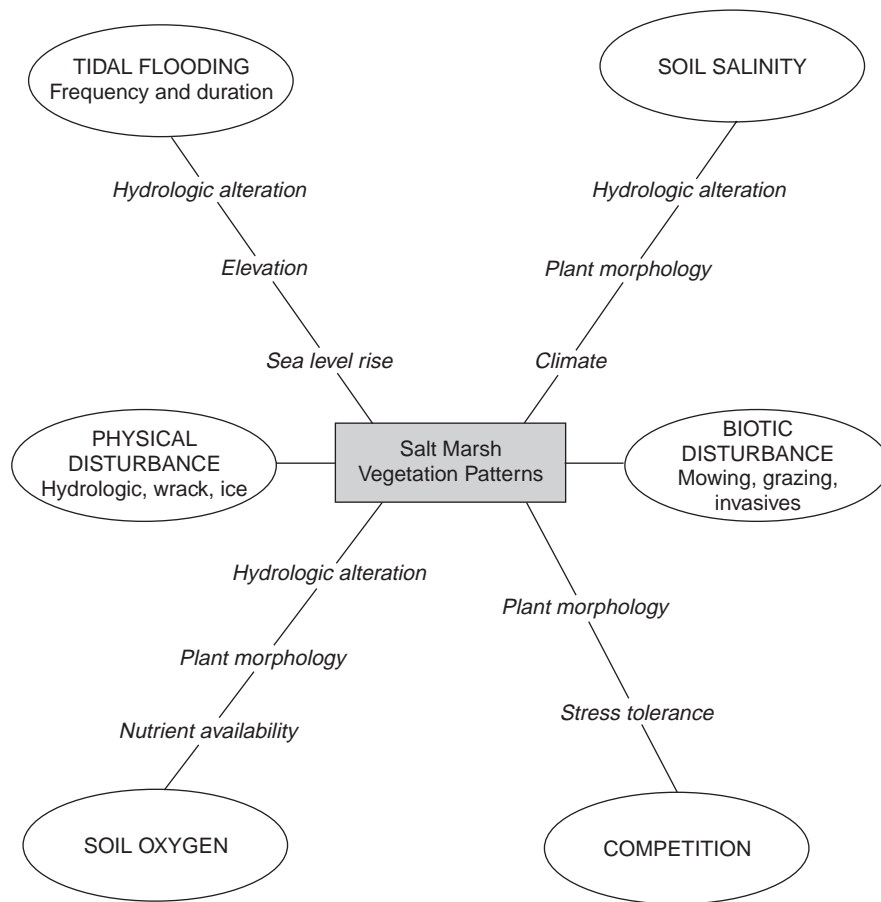 TIDAL FLOODING
Frequency and duration
SOIL SALINITY
Hydrologic alteration
Elevation
Sea level rise
Hydrologic alteration
Plant morphology
Climate
PHYSICAL
DISTURBANCE
Hydrologic, wrack, ice
Salt Marsh
Vegetation Patterns
BIOTIC
DISTURBANCE
Mowing, grazing,
invasives
Hydrologic alteration
Plant morphology
Nutrient availability
Plant morphology
Stress tolerance
SOIL OXYGEN
COMPETITION